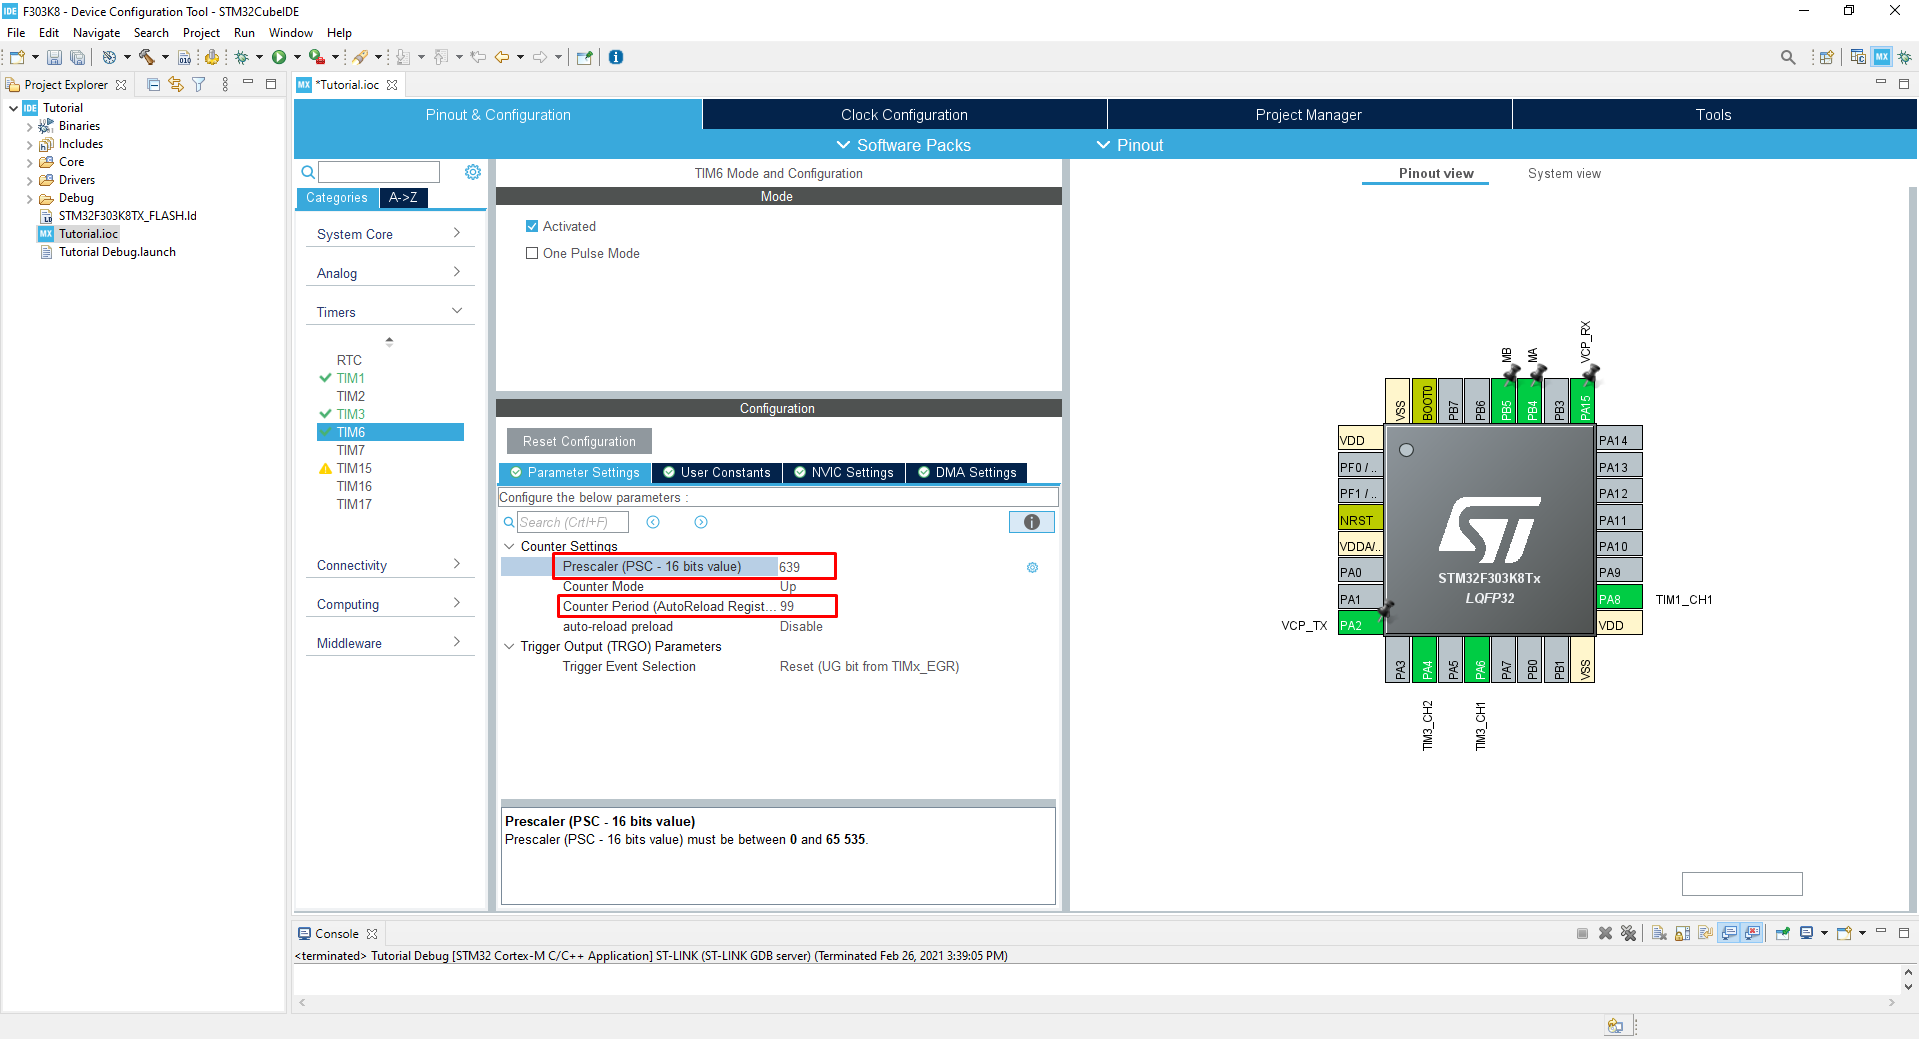 F303K8 - Device Configuration Tool - STM32CubeIDE
File Edit Navigate Search Project Run Window Help
Project Explorer
*Tutorial.ioc
Tutorial
Binaries
Includes
Core
Drivers
Debug
STM32F303K8TX_FLASH.ld
Tutorial.ioc
Tutorial Debug.launch
Pinout & Configuration
Clock Configuration
Project Manager
Tools
Software Packs
Pinout
Categories
A->Z
System Core
Analog
Timers
RTC
TIM1
TIM2
TIM3
TIM6
TIM7
TIM15
TIM16
TIM17
Connectivity
Computing
Middleware
TIM6 Mode and Configuration
Mode
Activated
One Pulse Mode
Configuration
Reset Configuration
Parameter Settings
User Constants
NVIC Settings
DMA Settings
Configure the below parameters :
Search (Crtl+F)
Counter Settings
Prescaler (PSC - 16 bits value) 639
Counter Mode Up
Counter Period (AutoReload Regist... 99
auto-reload preload Disable
Trigger Output (TRGO) Parameters
Trigger Event Selection Reset (UG bit from TIMx_EGR)
Prescaler (PSC - 16 bits value)
Prescaler (PSC - 16 bits value) must be between 0 and 65 535.
Pinout view
System view
MB
MA
VCP_RX
VSS
BOOT0
PB7
PB6
PB5
PB4
PB3
PA15
VDD
PF0 / ..
PF1 / ..
NRST
VDDA/..
PA0
PA1
VCP_TX
PA2
PA14
PA13
PA12
PA11
PA10
PA9
PA8
TIM1_CH1
VDD
ST
STM32F303K8Tx
LQFP32
PA3
PA4
PA5
PA6
PA7
PB0
PB1
VSS
TIM3_CH2
TIM3_CH1
Console
<terminated> Tutorial Debug [STM32 Cortex-M C/C++ Application] ST-LINK (ST-LINK GDB server) (Terminated Feb 26, 2021 3:39:05 PM)